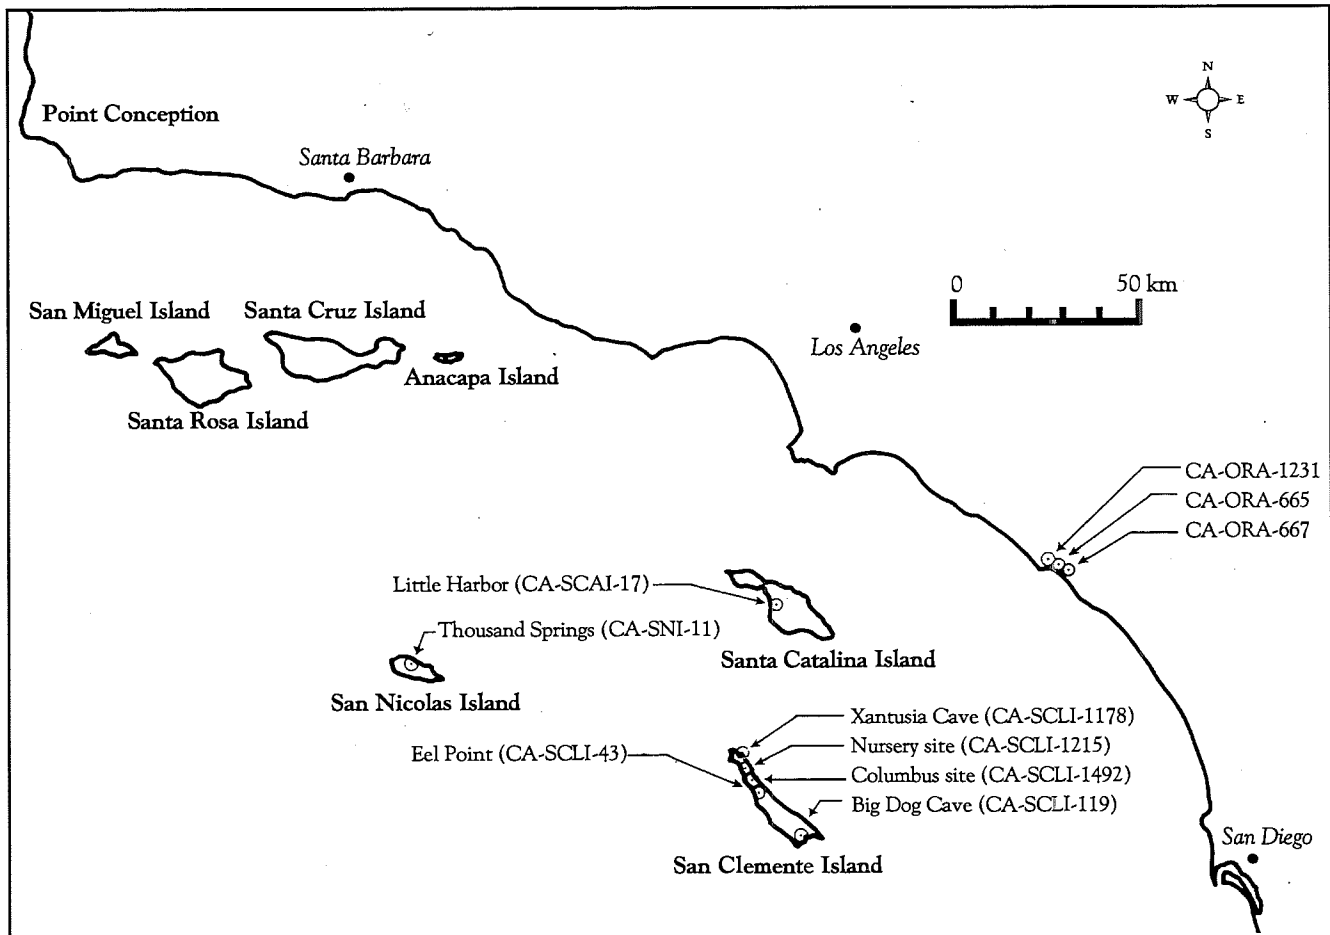 N
W E
S
Point Conception
Santa Barbara
0 50 km
San Miguel Island
Santa Cruz Island
Los Angeles
Anacapa Island
Santa Rosa Island
CA-ORA-1231
CA-ORA-665
CA-ORA-667
Little Harbor (CA-SCAI-17)
Thousand Springs (CA-SNI-11)
Santa Catalina Island
San Nicolas Island
Xantusia Cave (CA-SCLI-1178)
Eel Point (CA-SCLI-43)
Nursery site (CA-SCLI-1215)
Columbus site (CA-SCLI-1492)
Big Dog Cave (CA-SCLI-119)
San Diego
San Clemente Island